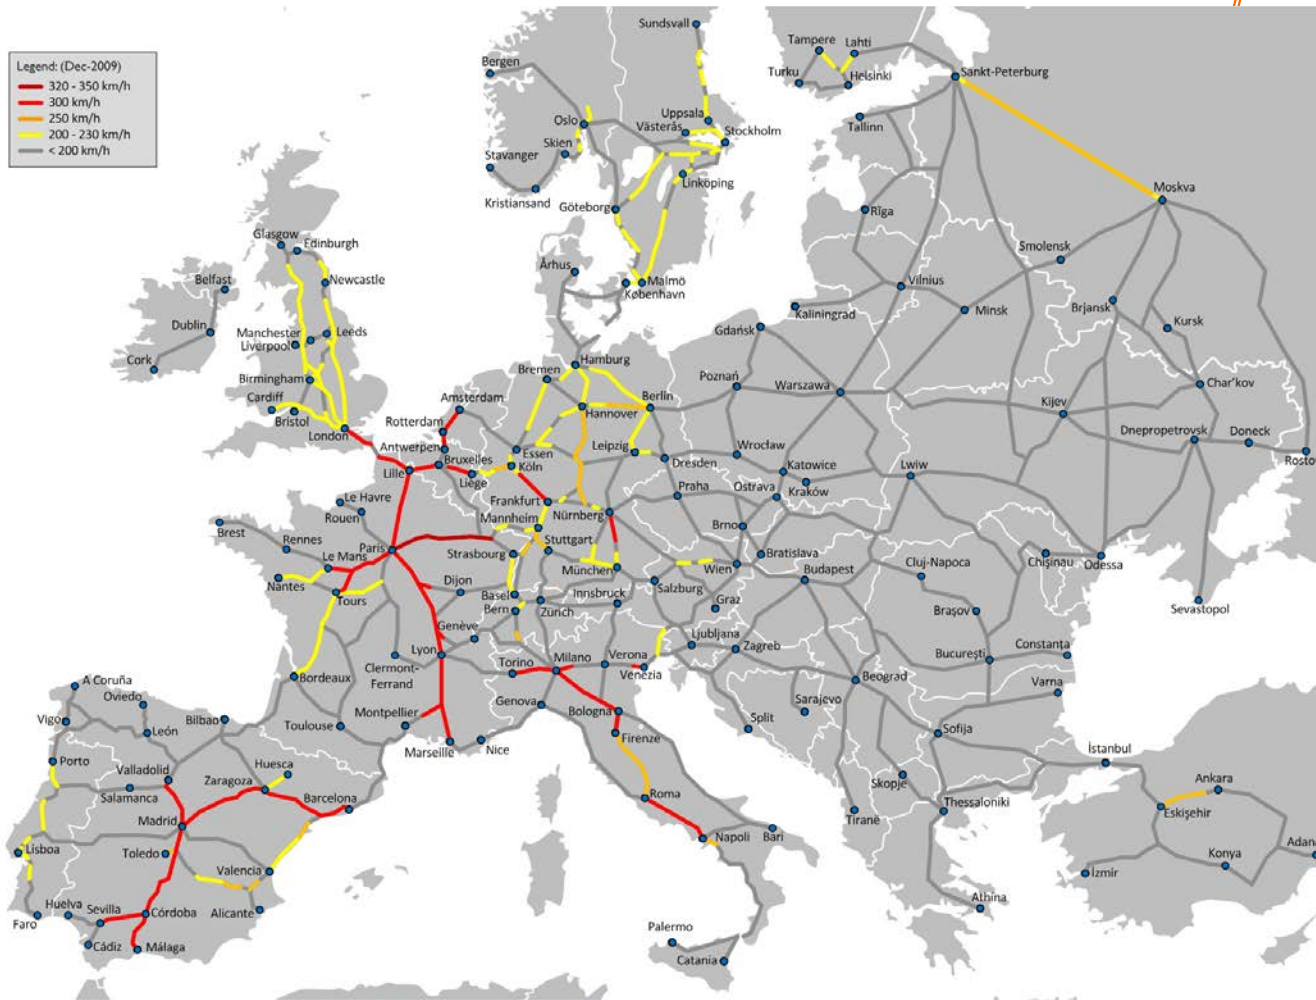 Legend: (Dec-2009)
320 - 350 km/h
300 km/h
250 km/h
200 - 230 km/h
< 200 km/h
Sundsvall
Bergen
Tampere
Lahti
Turku
Helsinki
Sankt-Peterburg
Oslo
Uppsala
Västerås
Stockholm
Tallinn
Skien
Stavanger
Linköping
Kristiansand
Göteborg
Moskva
Rīga
Glasgow
Edinburgh
Smolensk
Belfast
Newcastle
Århus
Malmö
København
Vilnius
Kaliningrad
Minsk
Brjansk
Dublin
Manchester
Leeds
Liverpool
Gdańsk
Kursk
Cork
Hamburg
Bremen
Birmingham
Poznań
Warszawa
Char'kov
Cardiff
Amsterdam
Berlin
Bristol
Rotterdam
Hannover
Kijev
London
Antwerpen
Essen
Leipzig
Wrocław
Dnepropetrovsk
Doneck
Bruxelles
Köln
Dresden
Rostov
Lille
Liège
Katowice
Lwiw
Ostrava
Kraków
Praha
Le Havre
Frankfurt
Nürnberg
Rouen
Mannheim
Brest
Brno
Rennes
Paris
Stuttgart
Strasbourg
Le Mans
Bratislava
München
Wien
Budapest
Cluj-Napoca
Chişinau
Odessa
Nantes
Tours
Dijon
Basel
Salzburg
Bern
Zürich
Innsbruck
Graz
Braşov
Sevastopol
Genève
Ljubljana
Zagreb
Constanţa
Lyon
Clermont-
Ferrand
Torino
Milano
Verona
Venezia
Bucureşti
Bordeaux
Beograd
Varna
A Coruña
Oviedo
Genova
Bologna
Sarajevo
Vigo
León
Bilbao
Toulouse
Montpellier
Marseille
Nice
Firenze
Split
Sofija
Porto
Valladolid
Huesca
Zaragoza
İstanbul
Salamanca
Barcelona
Roma
Skopje
Ankara
Madrid
Thessaloniki
Eskişehir
Tiranë
Lisboa
Toledo
Napoli
Bari
Valencia
Konya
Adana
İzmir
Faro
Huelva
Sevilla
Córdoba
Alicante
Athína
Cádiz
Málaga
Palermo
Catania